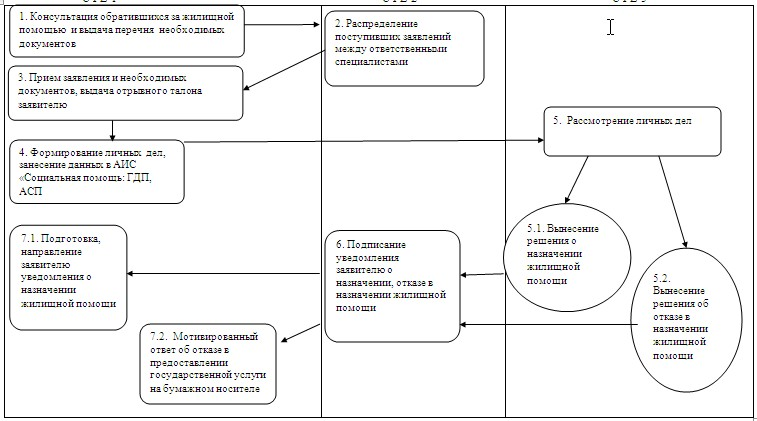 1. Консультация обратившихся за жилищной
помощью и выдача перечня необходимых
документов
2. Распределение
поступивших заявлений
между ответственными
специалистами
3. Прием заявления и необходимых
документов, выдача отрывного талона
заявителю
4. Формирование личных дел,
занесение данных в АИС
«Социальная помощь: ГДП,
АСП
5. Рассмотрение личных дел
5.1. Вынесение
решения о
назначении
жилищной
помощи
5.2.
Вынесение
решения об
отказе в
назначении
жилищной
помощи
6. Подписание
уведомления
заявителю о
назначении, отказе в
назначении жилищной
помощи
7.1. Подготовка,
направление
заявителю
уведомления о
назначении
жилищной помощи
7.2. Мотивированный
ответ об отказе в
предоставлении
государственной услуги
на бумажном носителе